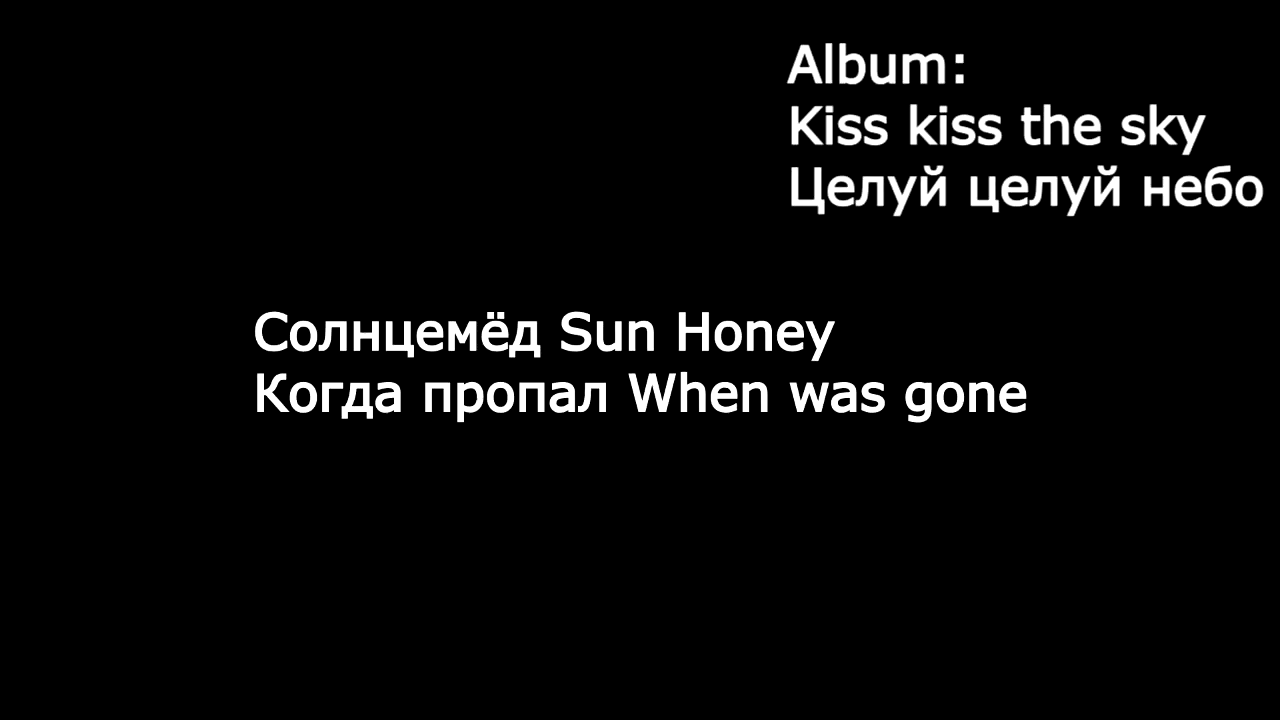 Album:
Kiss kiss the sky
Целуй целуй небо
Солнцемёд Sun Honey
Когда пропал When was gone